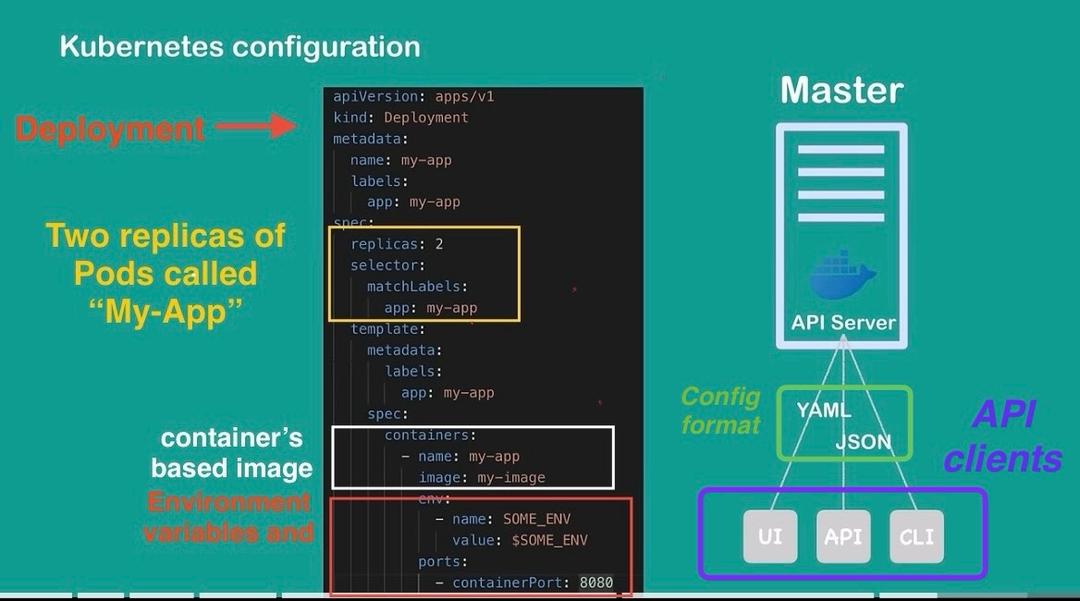 Kubernetes configuration
Deployment
Two replicas of
Pods called
“My-App”
container's
based image
Environment
variables and
apiVersion: apps/v1
kind: Deployment
metadata:
name: my-app
labels:
app: my-app
spec:
replicas: 2
selector:
matchLabels:
app: my-app
template:
metadata:
labels:
app: my-app
spec:
containers:
- name: my-app
image: my-image
env:
- name: SOME_ENV
value: $SOME_ENV
ports:
- containerPort: 8080
Master
API Server
Config
format
YAML
JSON
API
clients
UI
API
CLI